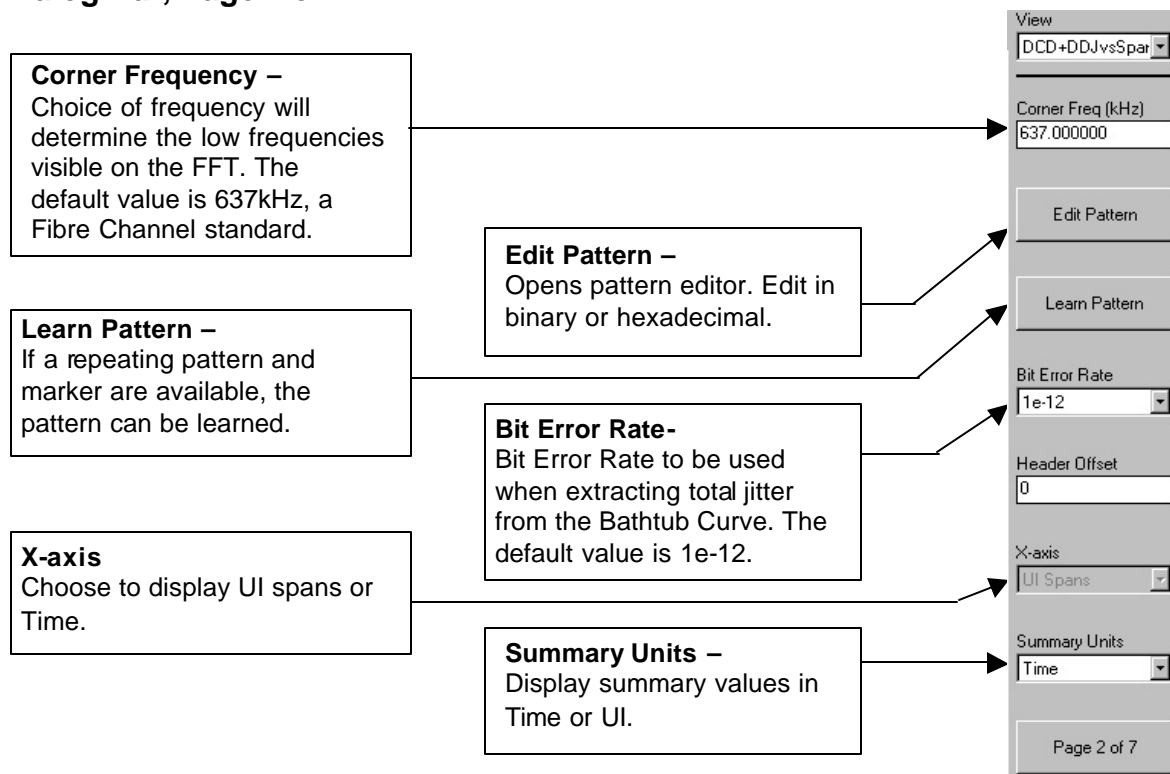 View
DCD+DDJvsSpan
Corner Frequency –
Choice of frequency will
determine the low frequencies
visible on the FFT. The
default value is 637kHz, a
Fibre Channel standard.
Corner Freq (kHz)
637.000000
Edit Pattern
Edit Pattern –
Opens pattern editor. Edit in
binary or hexadecimal.
Learn Pattern
Learn Pattern –
If a repeating pattern and
marker are available, the
pattern can be learned.
Bit Error Rate
1e-12
Bit Error Rate-
Bit Error Rate to be used
when extracting total jitter
from the Bathtub Curve. The
default value is 1e-12.
Header Offset
0
X-axis
Choose to display UI spans or
Time.
X-axis
UI Spans
Summary Units –
Display summary values in
Time or UI.
Summary Units
Time
Page 2 of 7